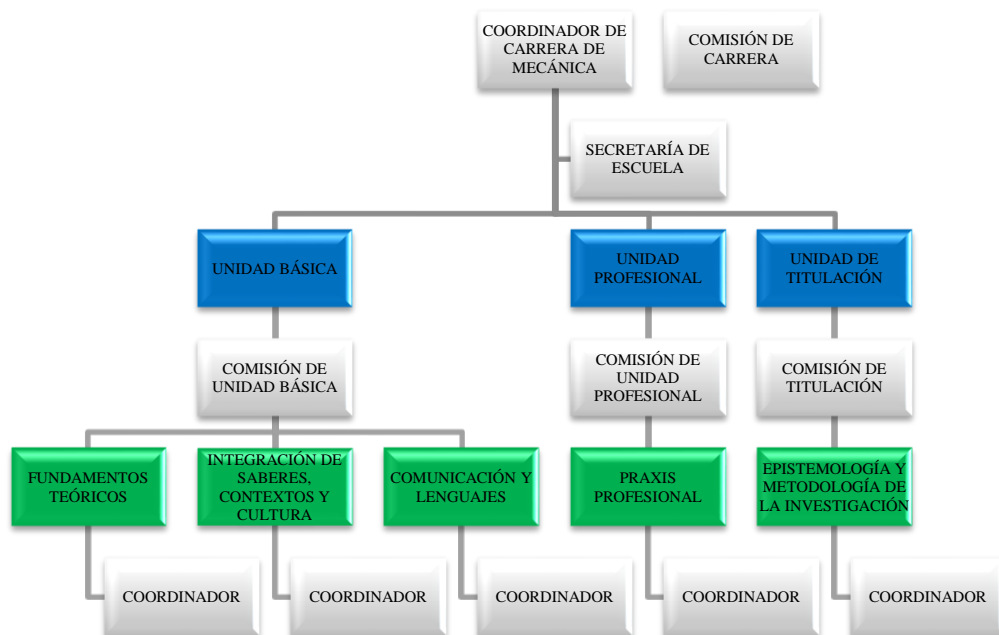 COORDINADOR DE
CARRERA DE
MECÁNICA
COMISIÓN DE
CARRERA
SECRETARÍA DE
ESCUELA
UNIDAD BÁSICA
UNIDAD
PROFESIONAL
UNIDAD DE
TITULACIÓN
COMISIÓN DE
UNIDAD BÁSICA
COMISIÓN DE
UNIDAD
PROFESIONAL
COMISIÓN DE
TITULACIÓN
FUNDAMENTOS
TEÓRICOS
INTEGRACIÓN DE
SABERES,
CONTEXTOS Y
CULTURA
COMUNICACIÓN Y
LENGUAJES
PRAXIS
PROFESIONAL
EPISTEMOLOGÍA Y
METODOLOGÍA DE
LA INVESTIGACIÓN
COORDINADOR
COORDINADOR
COORDINADOR
COORDINADOR
COORDINADOR